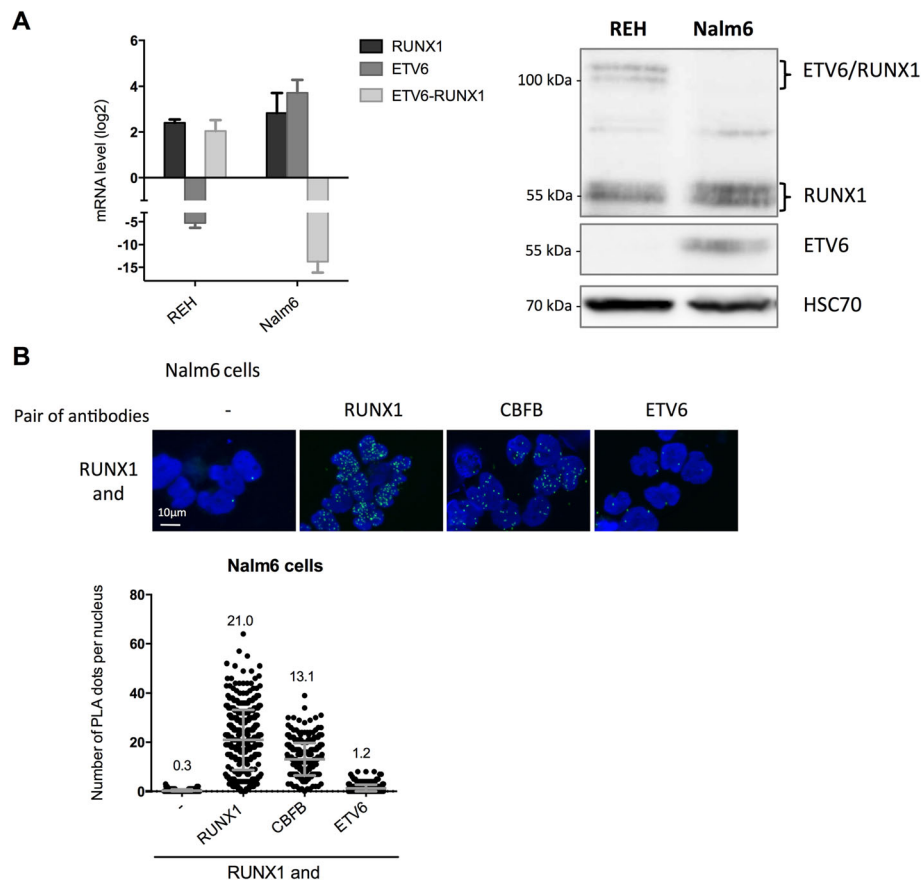 A
RUNX1
ETV6
ETV6-RUNX1
mRNA level (log2)
6
4
2
0
-5
-10
-15
REH
Nalm6
REH Nalm6
100 kDa
ETV6/RUNX1
55 kDa
RUNX1
55 kDa
ETV6
70 kDa
HSC70
B
Nalm6 cells
Pair of antibodies - RUNX1 CBFB ETV6
RUNX1
and
10µm
Nalm6 cells
Number of PLA dots per nucleus
80
60
40
20
0
0.3
21.0
13.1
1.2
-
RUNX1
CBFB
ETV6
RUNX1 and